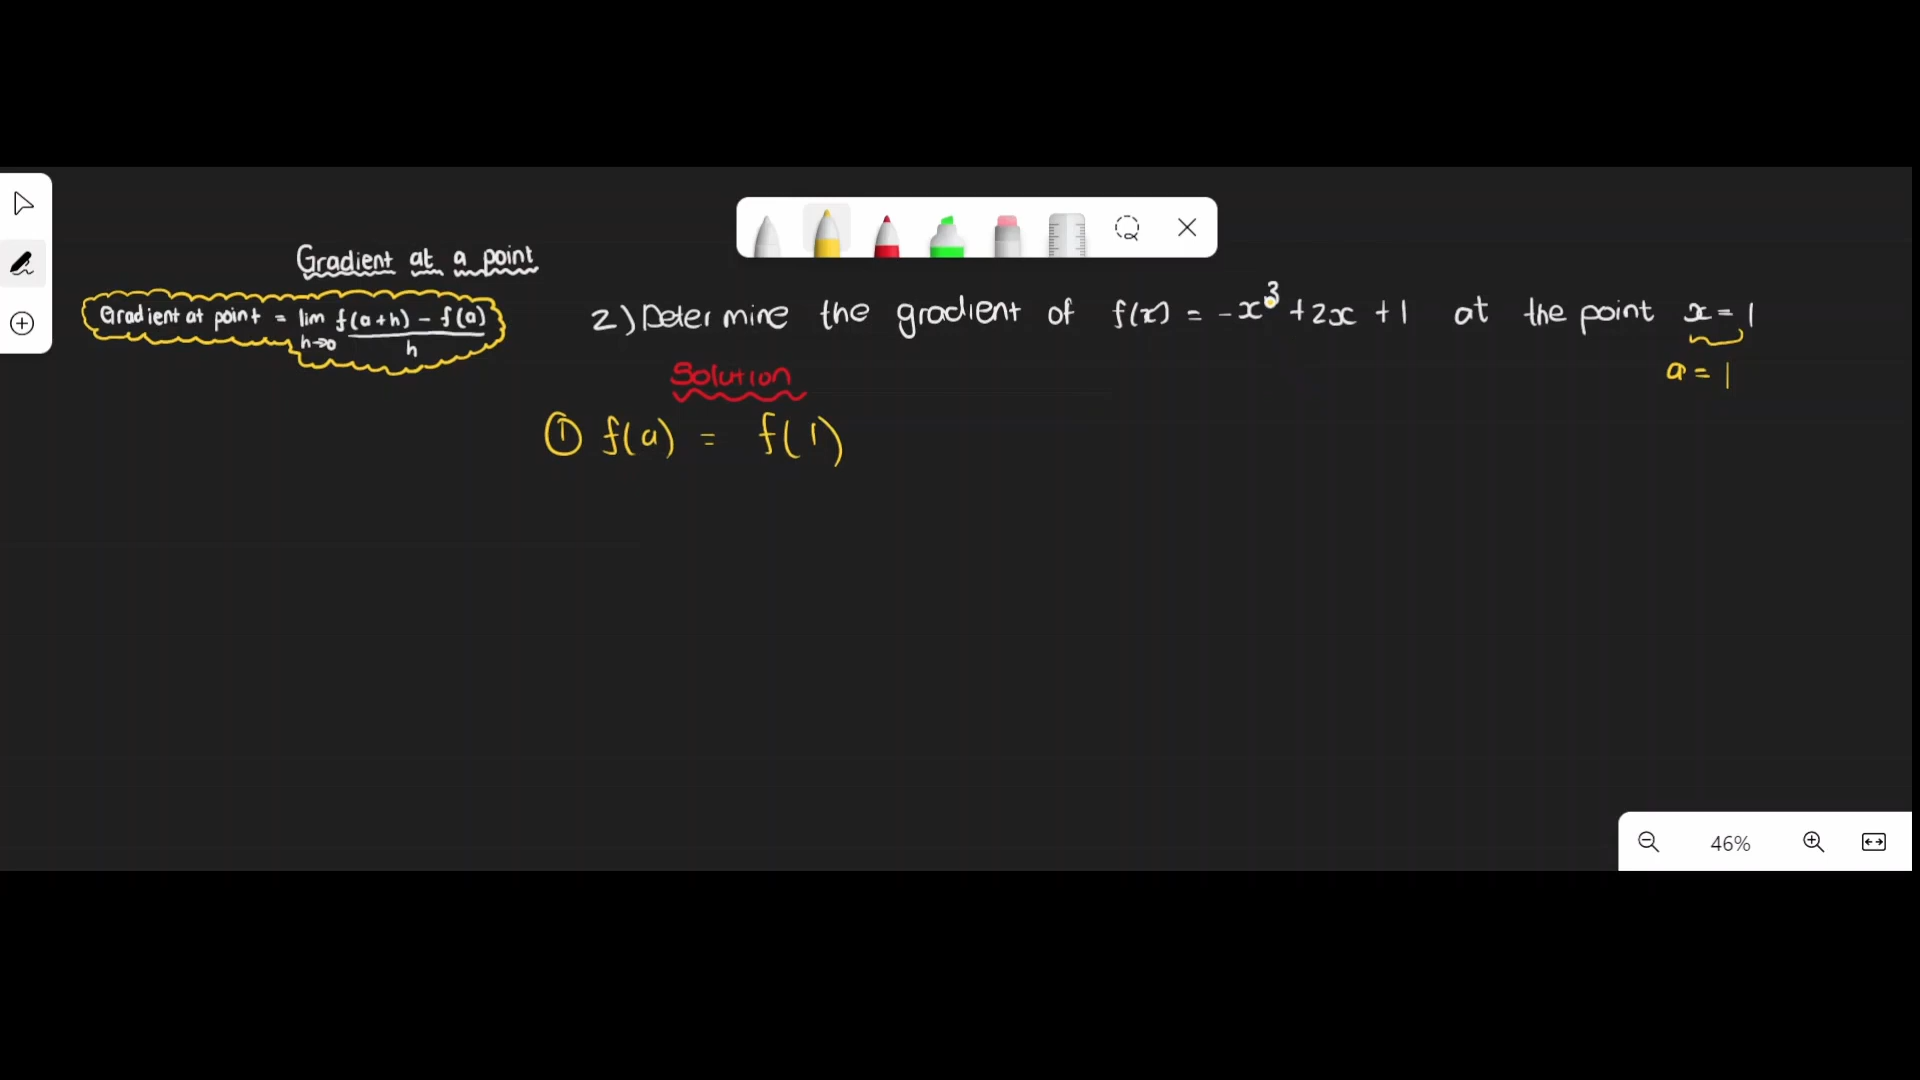 Gradient at a point
Gradient at point = lim f(a+h) - f(a)
h→0 h
2) Determine the gradient of f(x) = -x³ + 2x + 1 at the point x = 1
a = 1
Solution
① f(a) = f(1)
46%